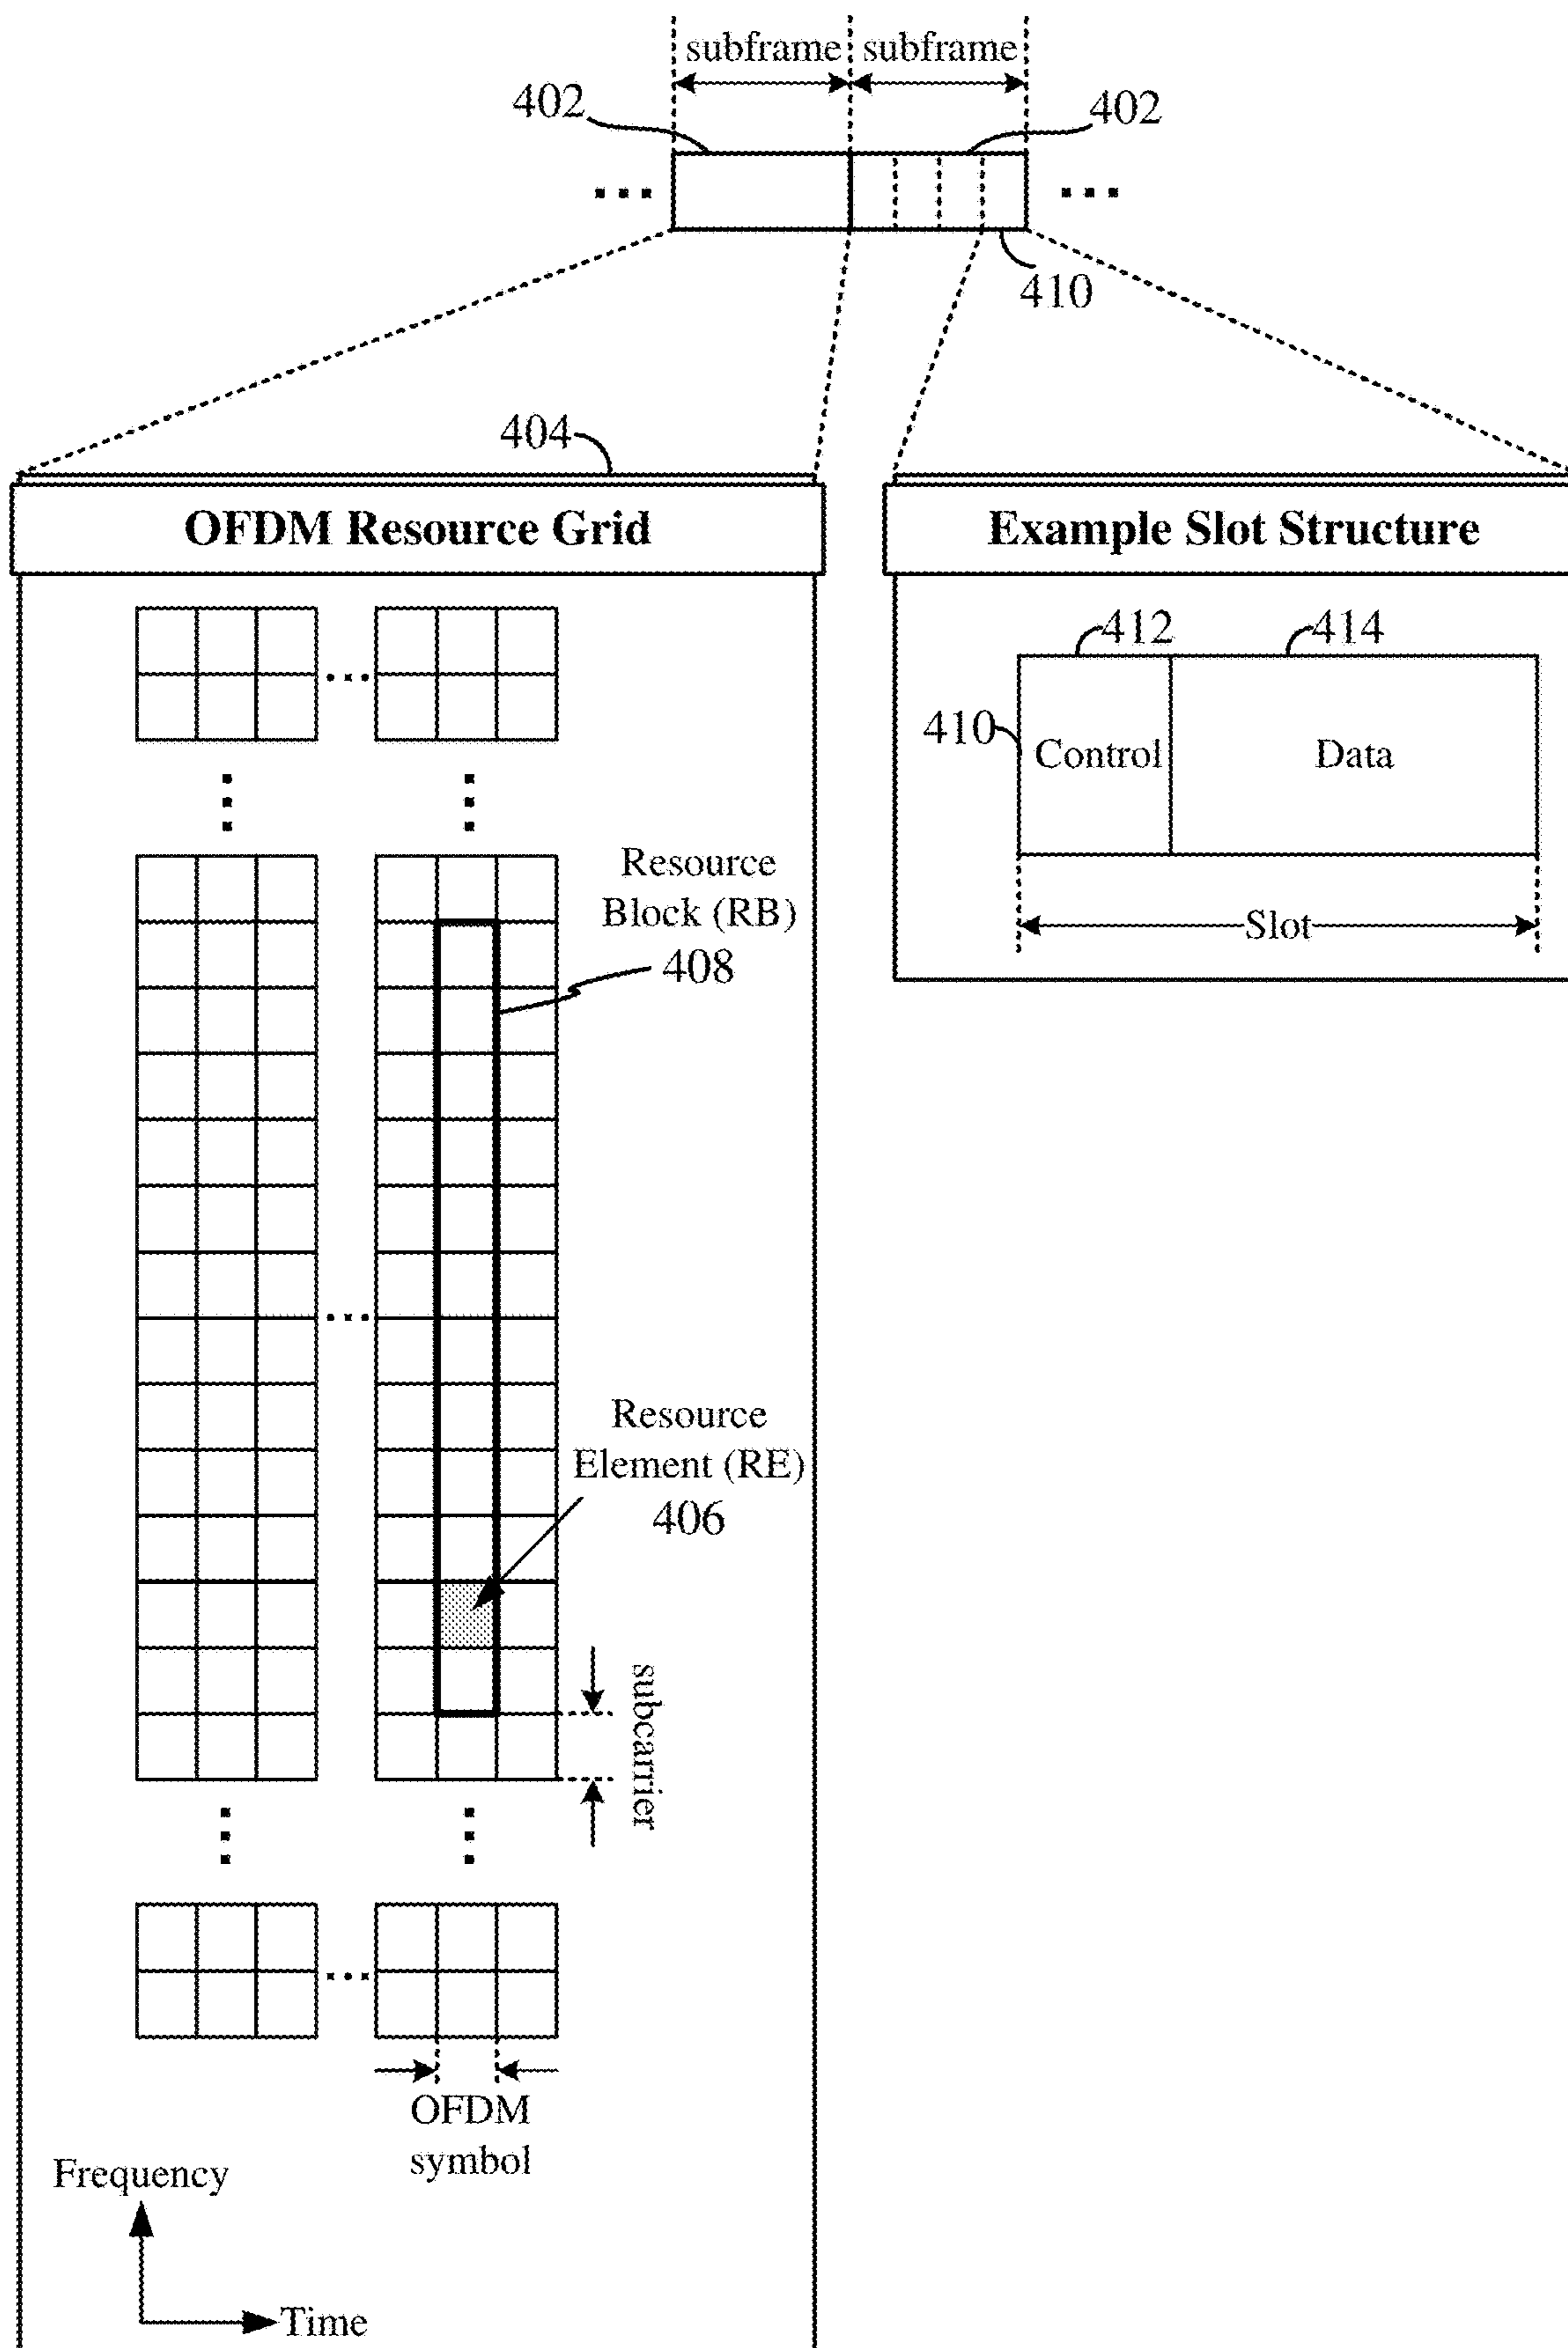 subframe subframe
402 402
410
404
OFDM Resource Grid
Example Slot Structure
412 414
410
Control Data
Slot
Resource
Block (RB)
408
Resource
Element (RE)
406
subcarrier
OFDM
symbol
Frequency
Time